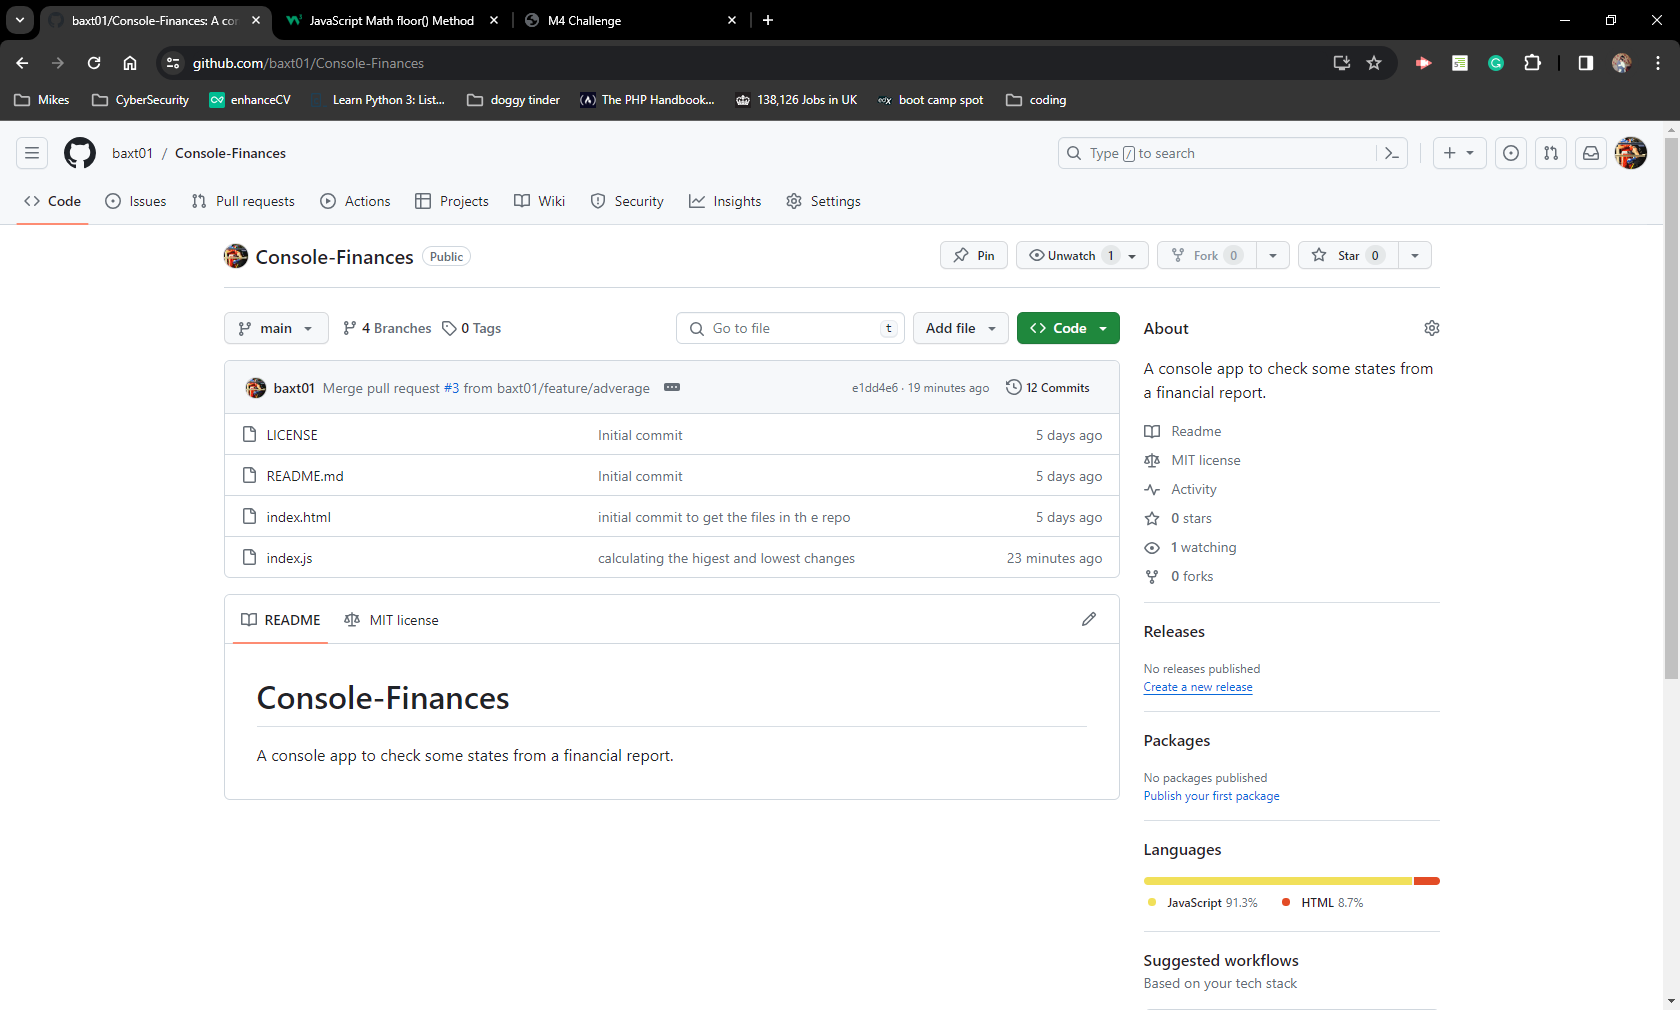 baxt01/Console-Finances: A con
JavaScript Math floor() Method
M4 Challenge
github.com/baxt01/Console-Finances
Mikes
CyberSecurity
enhanceCV
Learn Python 3: List...
doggy tinder
The PHP Handbook...
138,126 Jobs in UK
boot camp spot
coding
baxt01 / Console-Finances
Type / to search
Code
Issues
Pull requests
Actions
Projects
Wiki
Security
Insights
Settings
Console-Finances Public
Pin
Unwatch 1
Fork 0
Star 0
main
4 Branches
0 Tags
Go to file t
Add file
Code
baxt01 Merge pull request #3 from baxt01/feature/adverage e1dd4e6 · 19 minutes ago 12 Commits
LICENSE Initial commit 5 days ago
README.md Initial commit 5 days ago
index.html initial commit to get the files in th e repo 5 days ago
index.js calculating the higest and lowest changes 23 minutes ago
README MIT license
Console-Finances
A console app to check some states from a financial report.
About
A console app to check some states from
a financial report.
Readme
MIT license
Activity
0 stars
1 watching
0 forks
Releases
No releases published
Create a new release
Packages
No packages published
Publish your first package
Languages
JavaScript 91.3% HTML 8.7%
Suggested workflows
Based on your tech stack